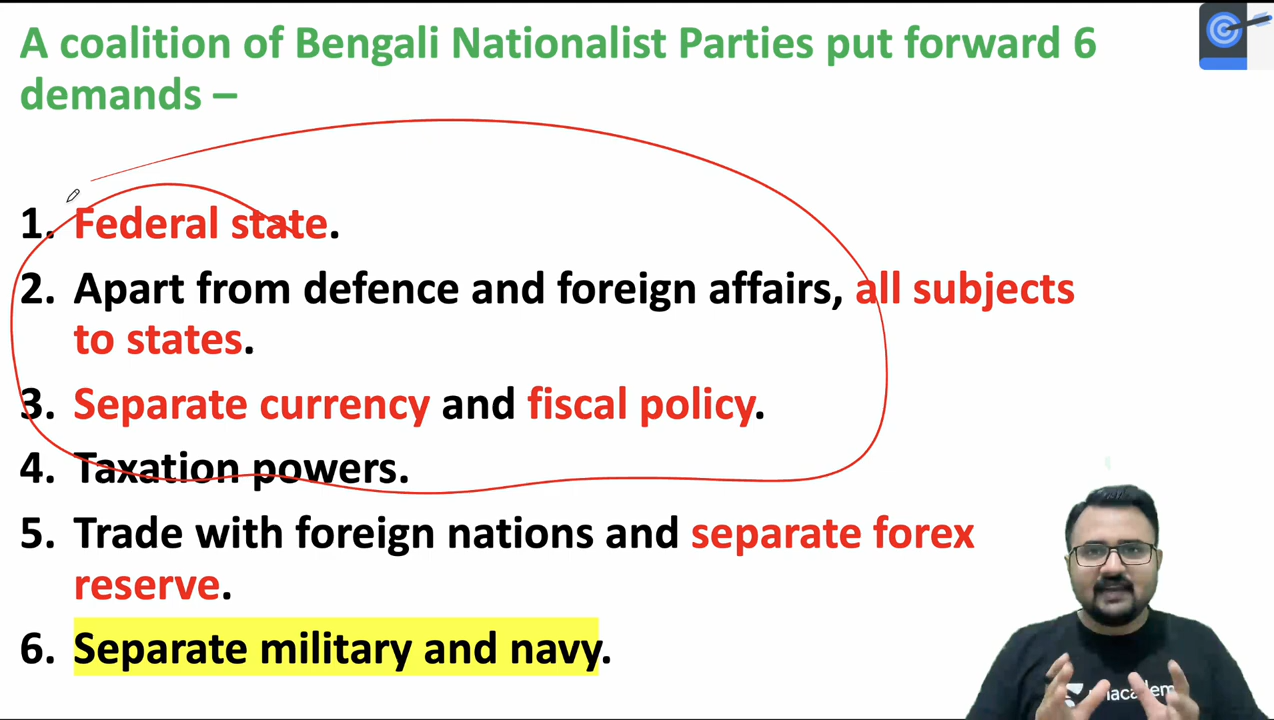 A coalition of Bengali Nationalist Parties put forward 6
demands –
1. Federal state.
2. Apart from defence and foreign affairs, all subjects
to states.
3. Separate currency and fiscal policy.
4. Taxation powers.
5. Trade with foreign nations and separate forex
reserve.
6. Separate military and navy.